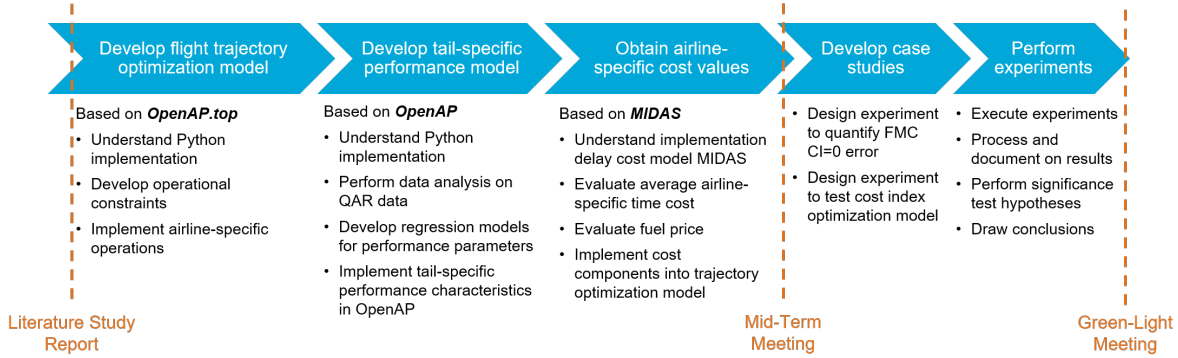 Develop flight trajectory
optimization model
Develop tail-specific
performance model
Obtain airline-
specific cost values
Develop case
studies
Perform
experiments
Based on OpenAP.top
• Understand Python
implementation
• Develop operational
constraints
• Implement airline-specific
operations
Based on OpenAP
• Understand Python
implementation
• Perform data analysis on
QAR data
• Develop regression models
for performance parameters
• Implement tail-specific
performance characteristics
in OpenAP
Based on MIDAS
• Understand implementation
delay cost model MIDAS
• Evaluate average airline-
specific time cost
• Evaluate fuel price
• Implement cost
components into trajectory
optimization model
• Design experiment
to quantify FMC
CI=0 error
• Design experiment
to test cost index
optimization model
• Execute experiments
• Process and
document on results
• Perform significance
test hypotheses
• Draw conclusions
Literature Study
Report
Mid-Term
Meeting
Green-Light
Meeting